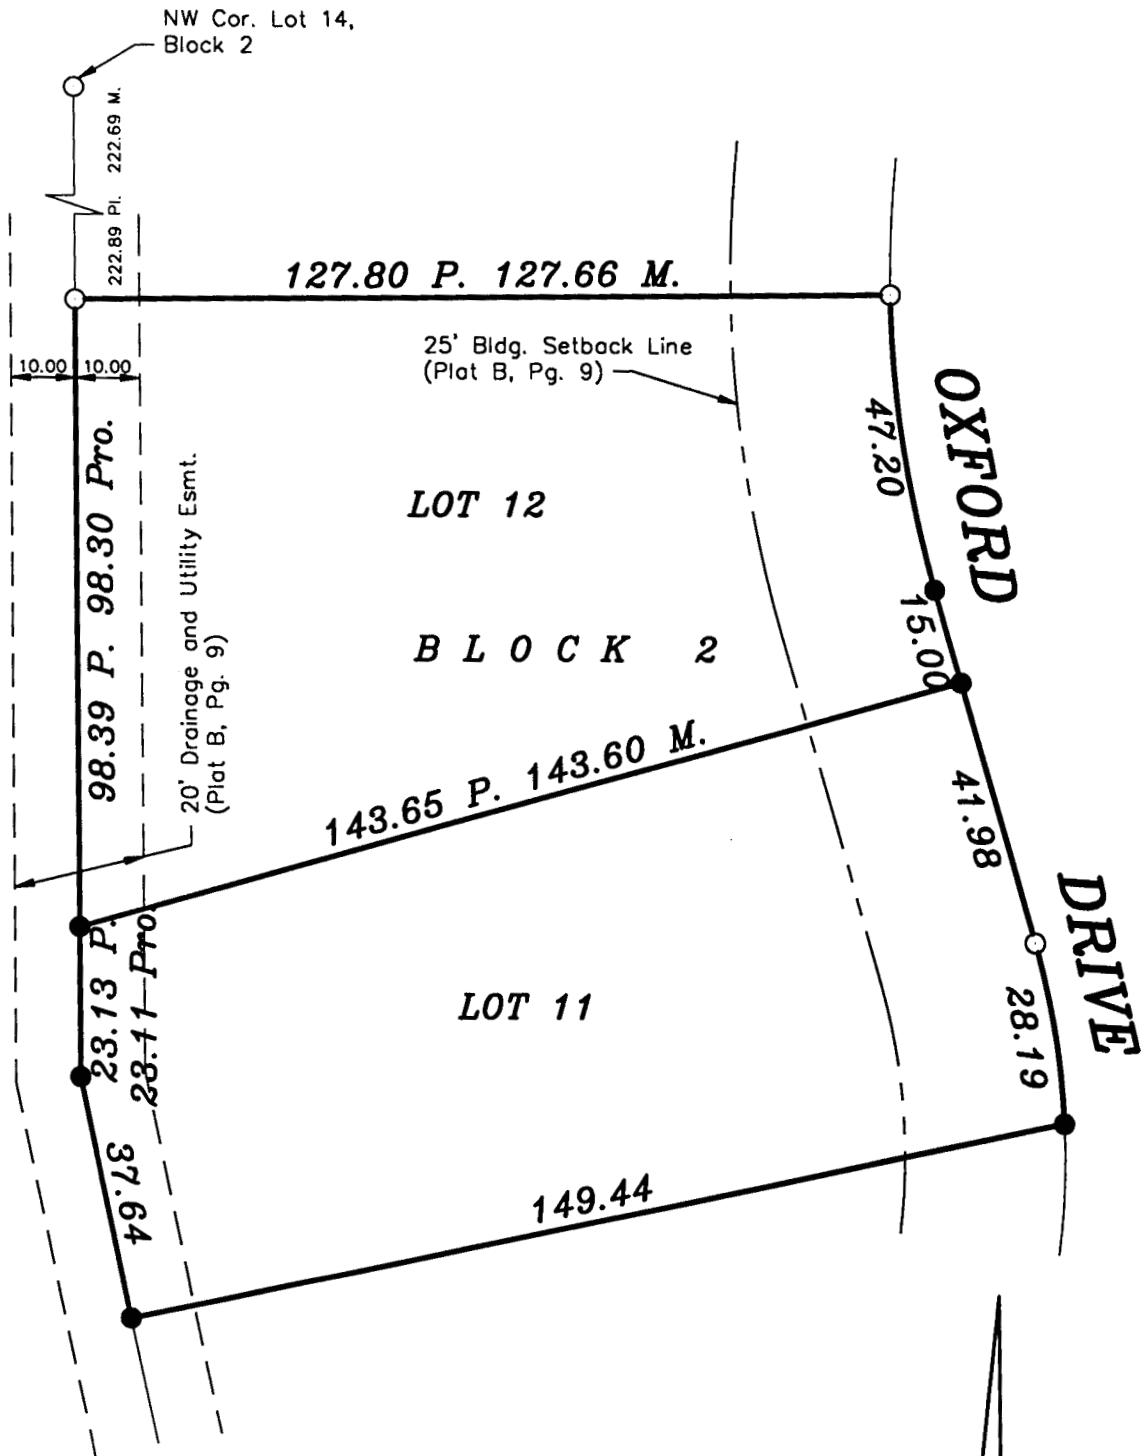 NW Cor. Lot 14,
Block 2
222.89 Pl. 222.69 M.
127.80 P. 127.66 M.
25' Bldg. Setback Line
(Plat B, Pg. 9)
10.00 10.00
OXFORD
47.20
98.39 P. 98.30 Pro.
LOT 12
20' Drainage and Utility Esmt.
(Plat B, Pg. 9)
BLOCK 2
15.00
143.65 P. 143.60 M.
41.98
DRIVE
23.13 P.
23.11 Pro.
LOT 11
28.19
37.64
149.44